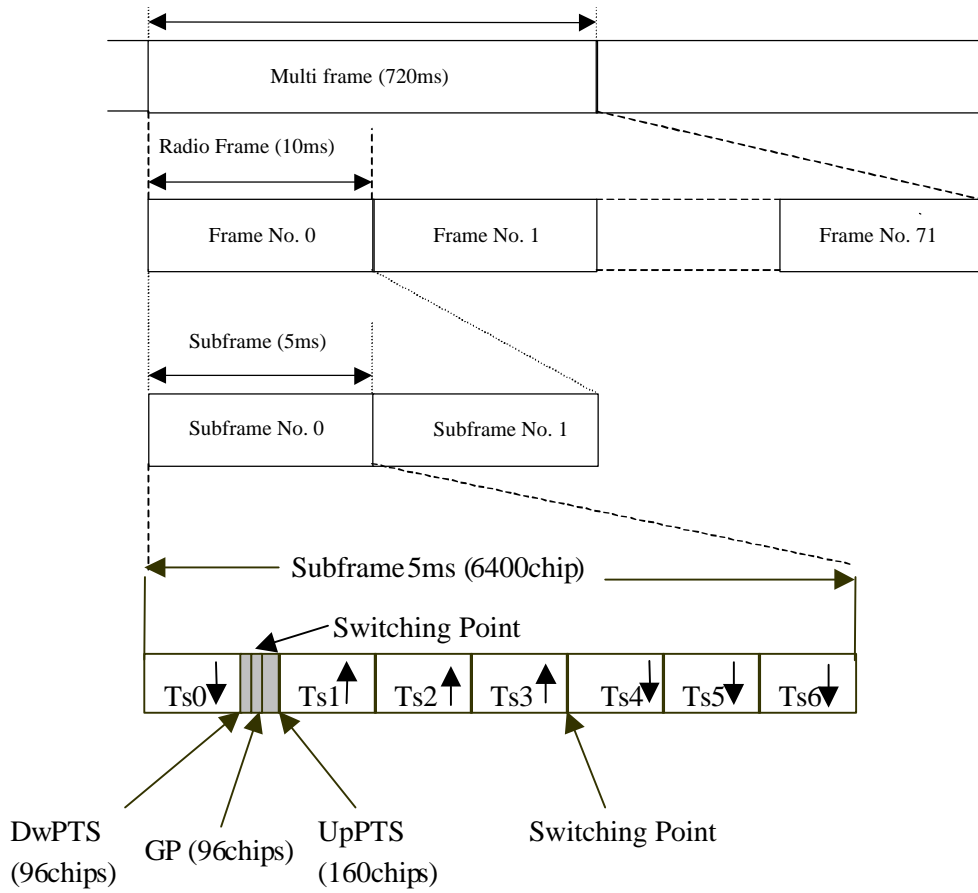 Multi frame (720ms)
Radio Frame (10ms)
Frame No. 0
Frame No. 1
Frame No. 71
Subframe (5ms)
Subframe No. 0
Subframe No. 1
Subframe 5ms (6400chip)
Switching Point
Ts0
Ts1
Ts2
Ts3
Ts4
Ts5
Ts6
DwPTS
(96chips)
GP (96chips)
UpPTS
(160chips)
Switching Point